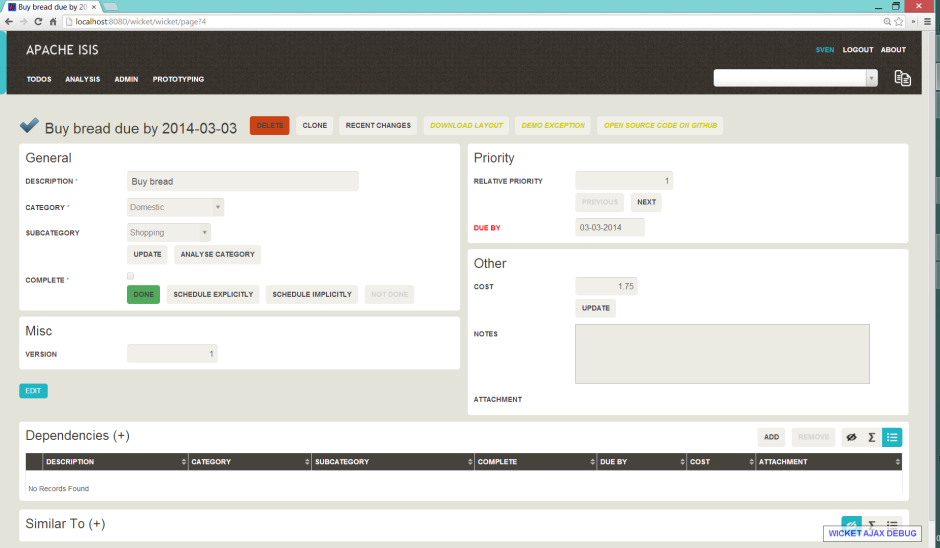 Buy bread due by 20
localhost:8080/wicket/wicket/page?4
APACHE ISIS
SVEN LOGOUT ABOUT
TODOS ANALYSIS ADMIN PROTOTYPING
Buy bread due by 2014-03-03 DELETE CLONE RECENT CHANGES DOWNLOAD LAYOUT DEMO EXCEPTION OPEN SOURCE CODE ON GITHUB
General
DESCRIPTION * Buy bread
CATEGORY * Domestic
SUBCATEGORY Shopping
UPDATE ANALYSE CATEGORY
COMPLETE *
DONE SCHEDULE EXPLICITLY SCHEDULE IMPLICITLY NOT DONE
Misc
VERSION 1
EDIT
Priority
RELATIVE PRIORITY 1
PREVIOUS NEXT
DUE BY 03-03-2014
Other
COST 1.75
UPDATE
NOTES
ATTACHMENT
Dependencies (+) ADD REMOVE Σ
DESCRIPTION CATEGORY SUBCATEGORY COMPLETE DUE BY COST ATTACHMENT
No Records Found
Similar To (+) Σ
WICKET AJAX DEBUG